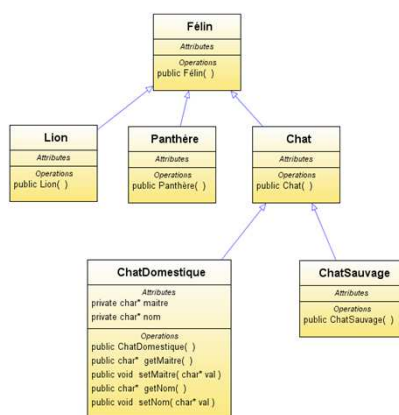 Félin
Attributes
Operations
public Félin( )
Lion
Attributes
Operations
public Lion( )
Panthère
Attributes
Operations
public Panthère( )
Chat
Attributes
Operations
public Chat( )
ChatDomestique
Attributes
private char* maitre
private char* nom
Operations
public ChatDomestique( )
public char* getMaitre( )
public void setMaitre( char* val )
public char* getNom( )
public void setNom( char* val )
ChatSauvage
Attributes
Operations
public ChatSauvage( )